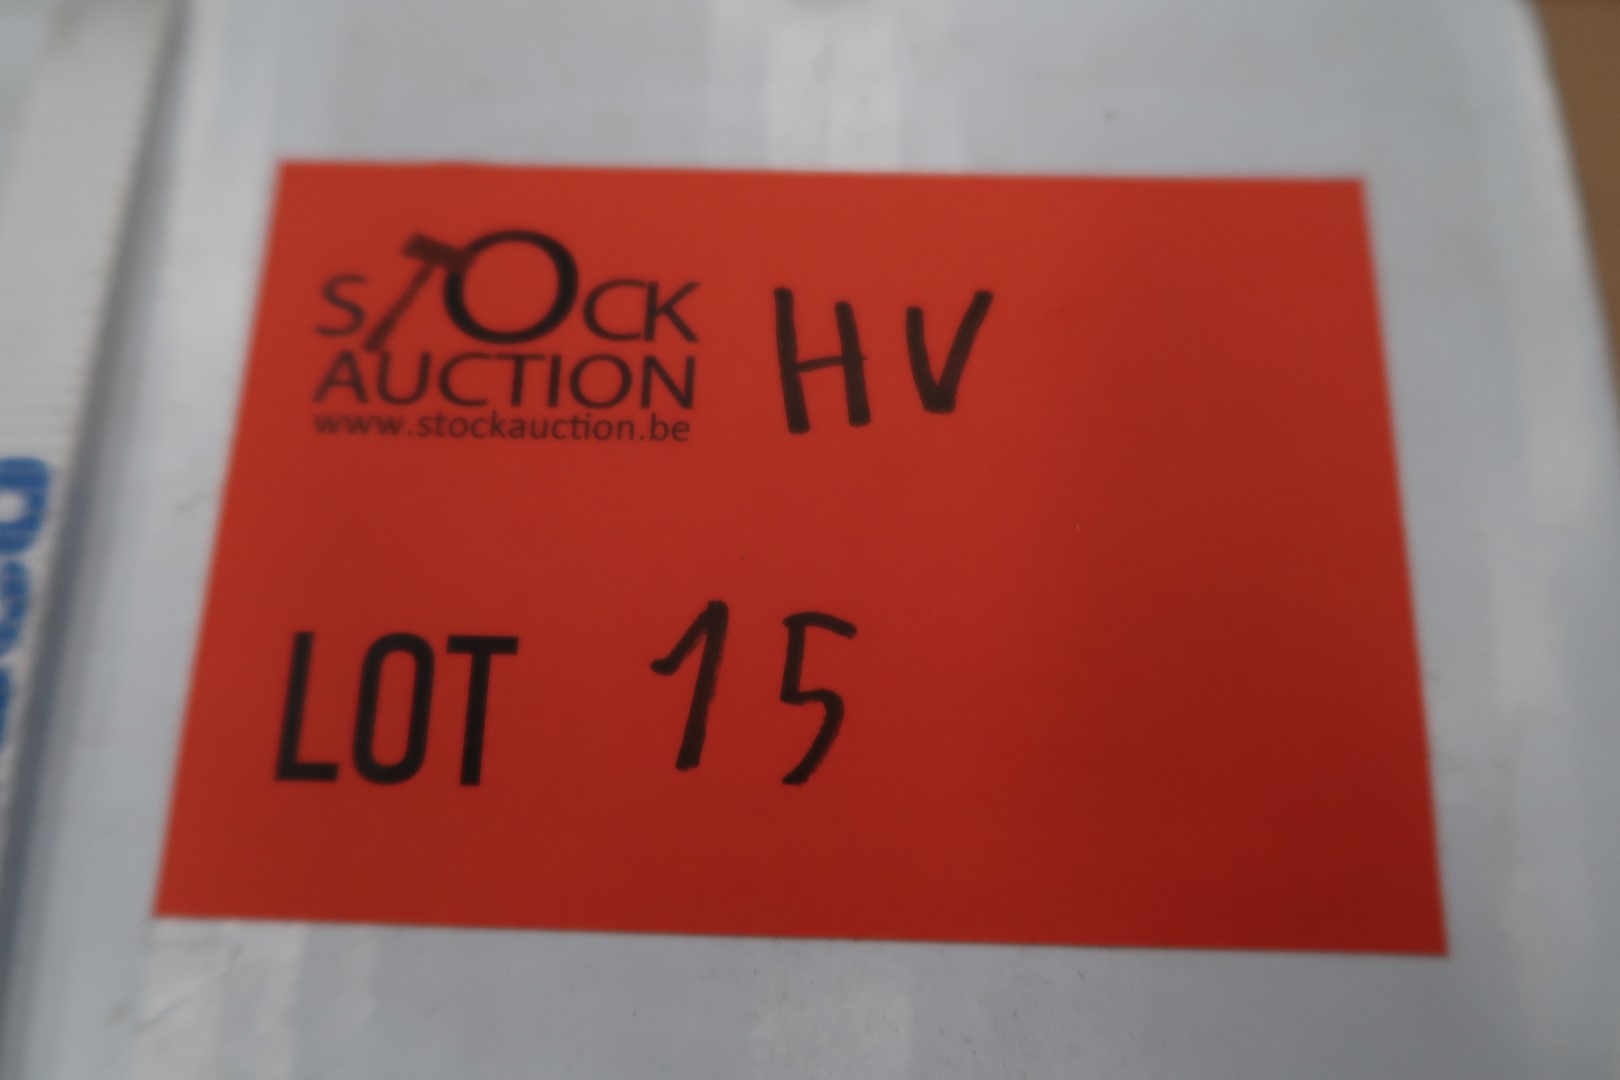 STOCK HV
AUCTION
www.stockauction.be
LOT 15